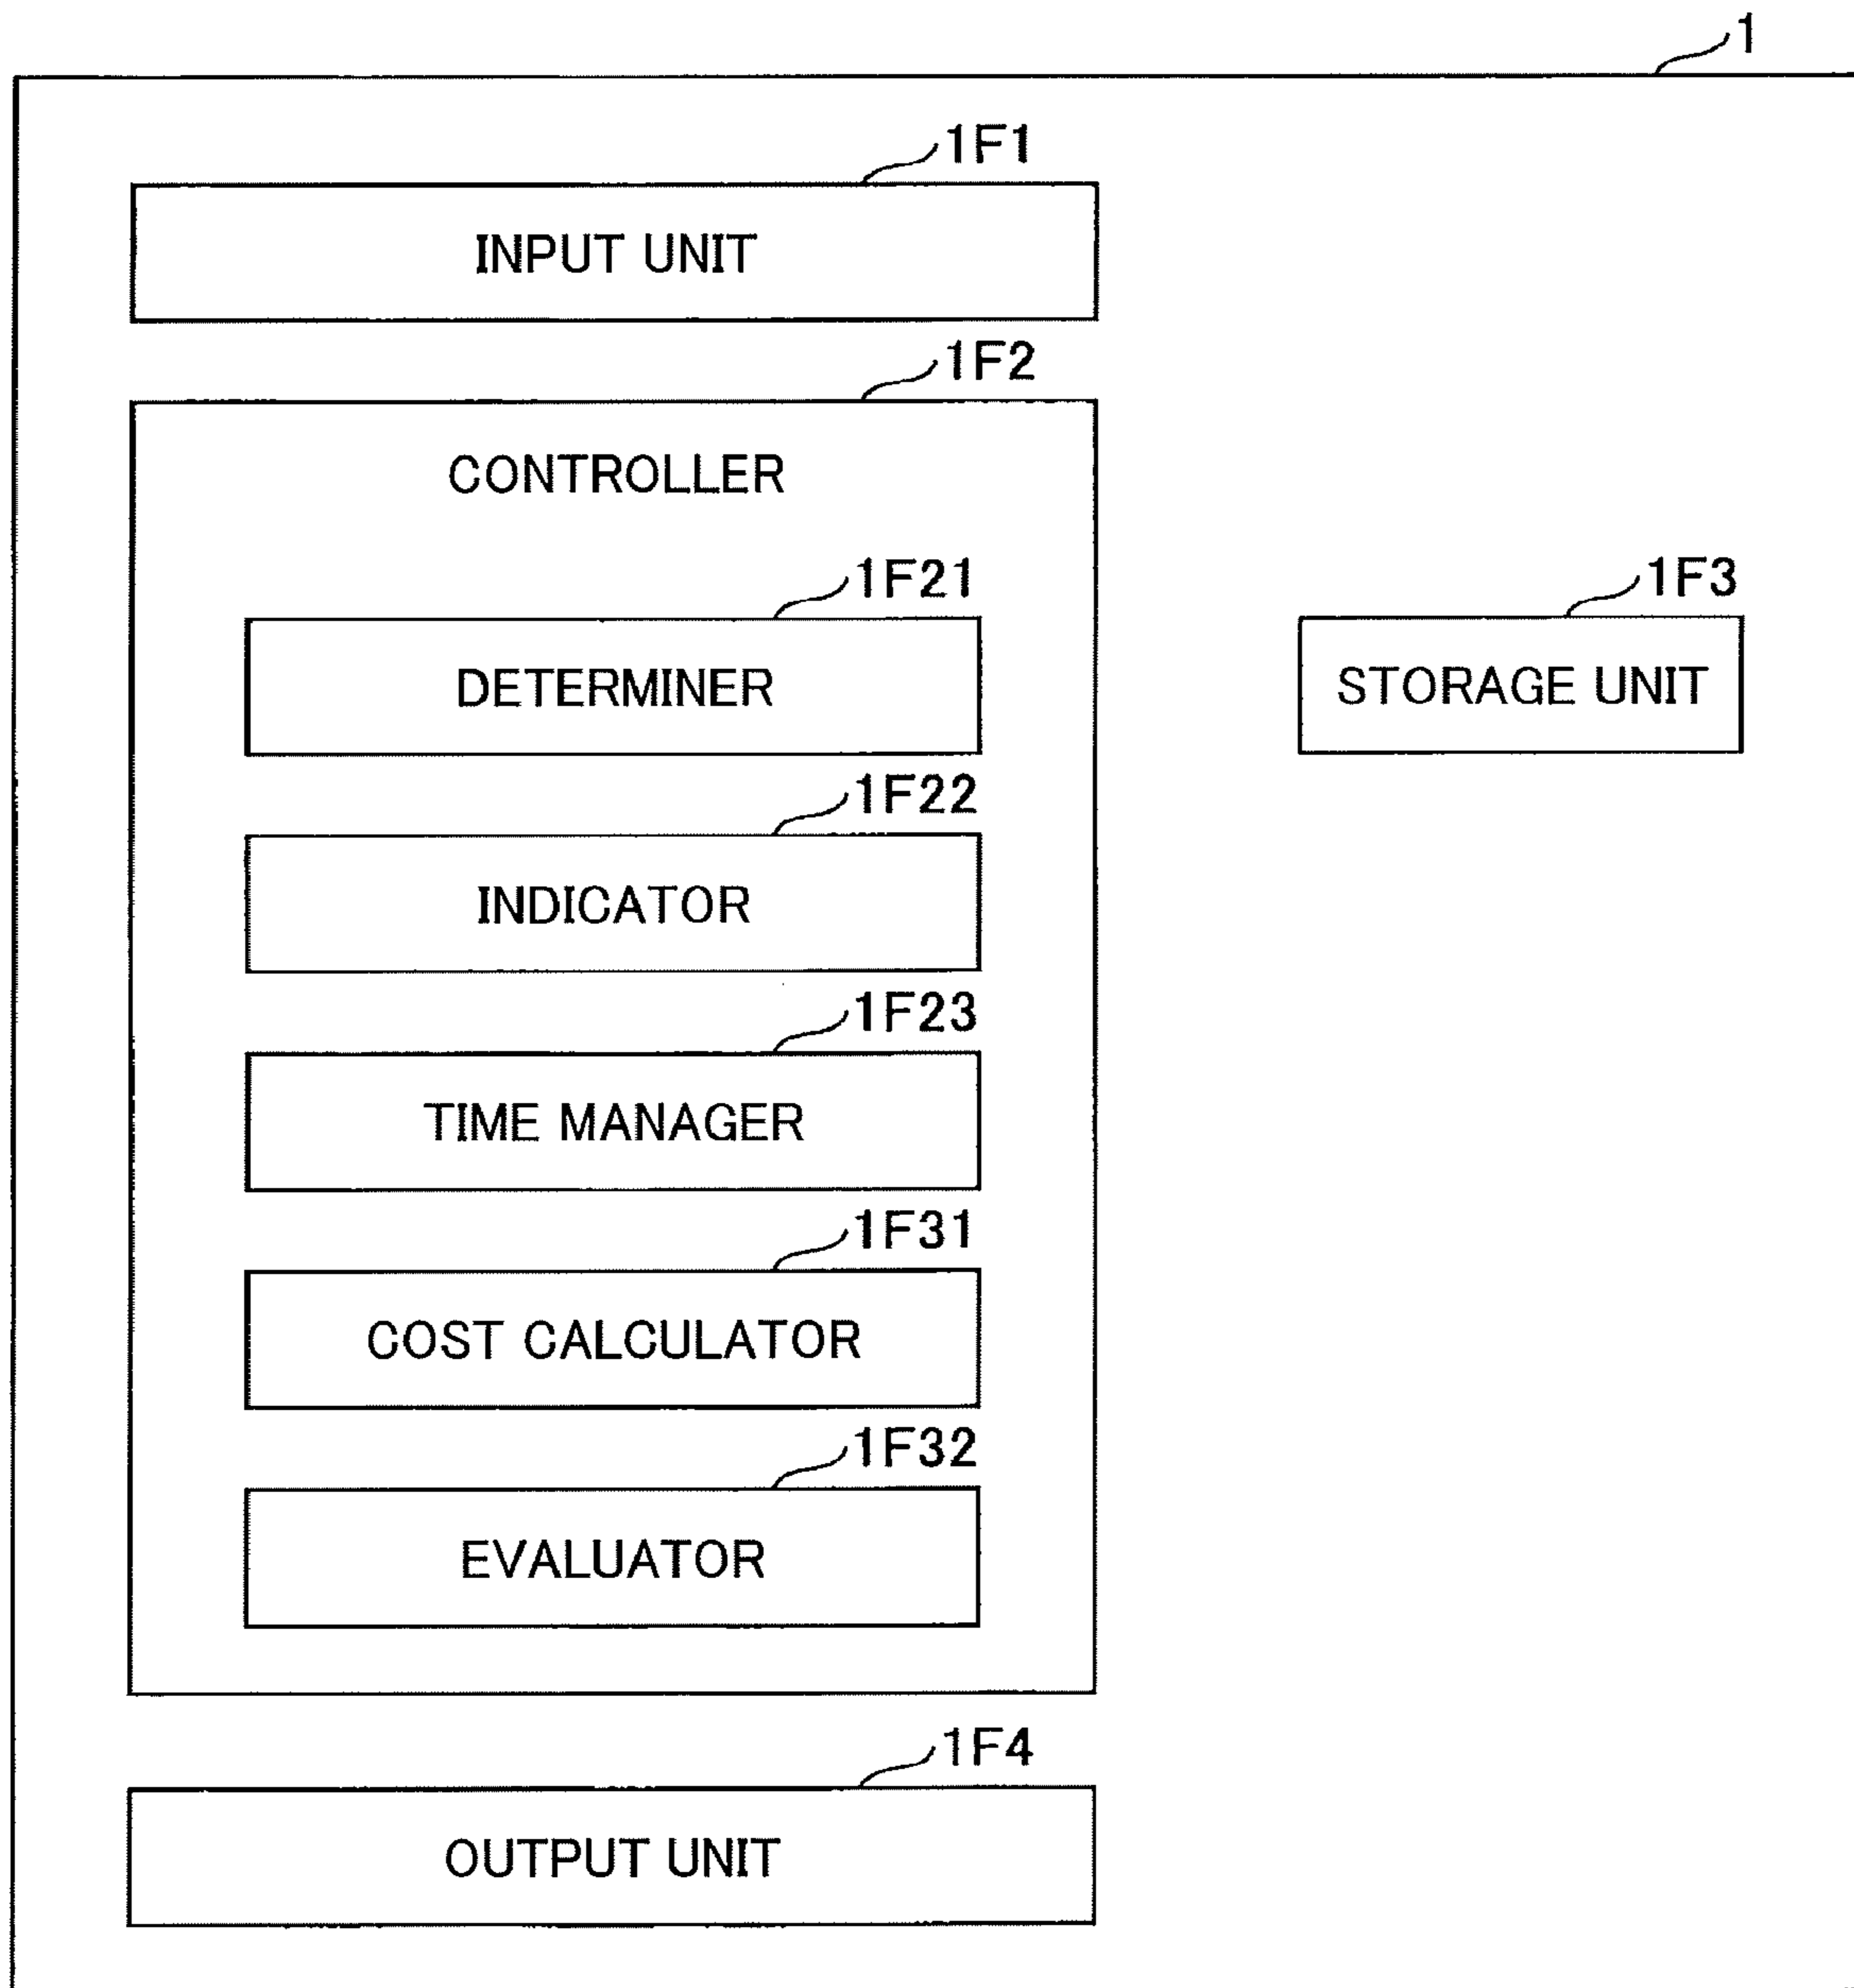 1
1F1
INPUT UNIT
1F2
CONTROLLER
1F21
DETERMINER
1F3
STORAGE UNIT
1F22
INDICATOR
1F23
TIME MANAGER
1F31
COST CALCULATOR
1F32
EVALUATOR
1F4
OUTPUT UNIT